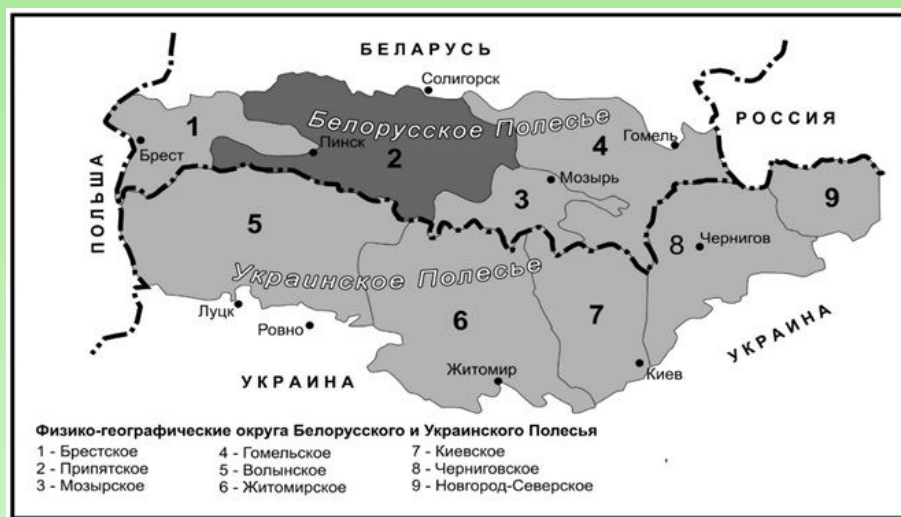 БЕЛАРУСЬ
Солигорск
РОССИЯ
1
Белорусское Полесье
4
Гомель
Брест
Пинск
2
Мозырь
3
9
ПОЛЬША
5
8
Чернигов
Украинское Полесье
Луцк
Ровно
6
7
УКРАИНА
УКРАИНА
Житомир
Киев
Физико-географические округа Белорусского и Украинского Полесья
1 - Брестское
2 - Припятское
3 - Мозырское
4 - Гомельское
5 - Волынское
6 - Житомирское
7 - Киевское
8 - Черниговское
9 - Новгород-Северское